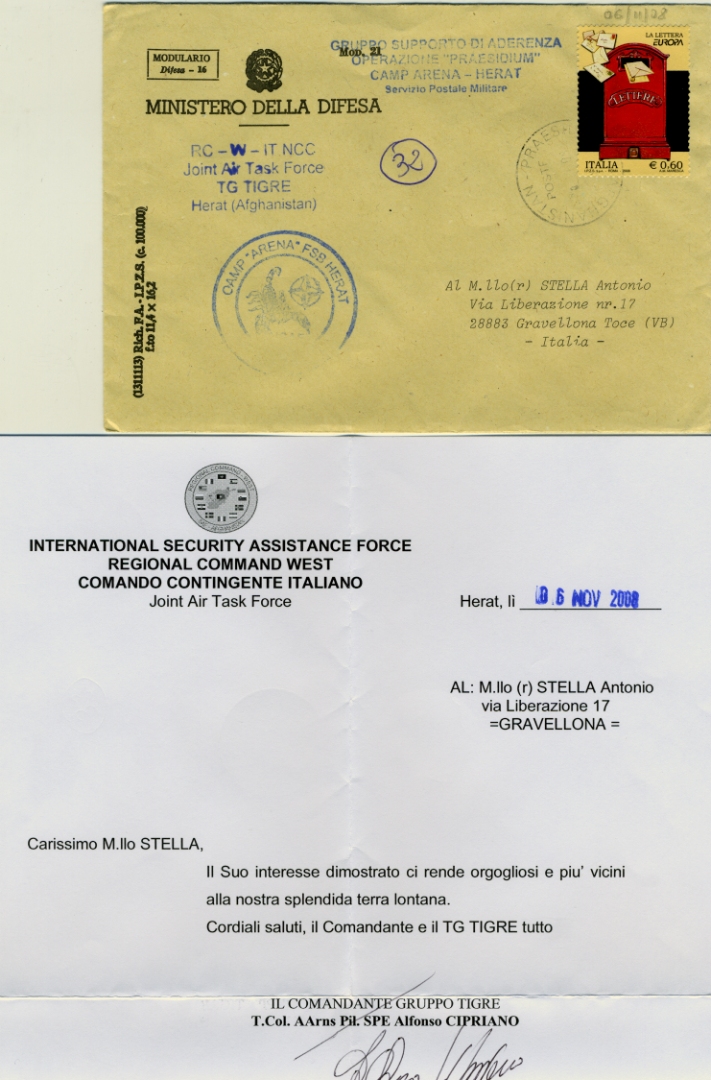 06/11/08
MODULARIO
Difesa - 16
Mod. 21
MINISTERO DELLA DIFESA
GRUPPO SUPPORTO DI ADERENZA
OPERAZIONE "PRAESIDIUM"
CAMP ARENA - HERAT
Servizio Postale Militare
LA LETTERA
EUROPA
LETTERE
ITALIA € 0.60
RC - W - IT NCC
Joint Air Task Force
TG TIGRE
Herat (Afghanistan)
32
CAMP "ARENA" FSB HERAT
(1311113) Rich. F.A. - I.P.Z.S. (c. 100.000)
f.to 11,4 × 16,2
Al M.llo(r) STELLA Antonio
Via Liberazione nr.17
28883 Gravellona Toce (VB)
- Italia -
REGIONAL COMMAND WEST
INTERNATIONAL SECURITY ASSISTANCE FORCE
REGIONAL COMMAND WEST
COMANDO CONTINGENTE ITALIANO
Joint Air Task Force
Herat, lì 06 NOV 2008
AL: M.llo (r) STELLA Antonio
via Liberazione 17
=GRAVELLONA =
Carissimo M.llo STELLA,
Il Suo interesse dimostrato ci rende orgogliosi e piu' vicini
alla nostra splendida terra lontana.
Cordiali saluti, il Comandante e il TG TIGRE tutto
IL COMANDANTE GRUPPO TIGRE
T.Col. AArns Pil. SPE Alfonso CIPRIANO